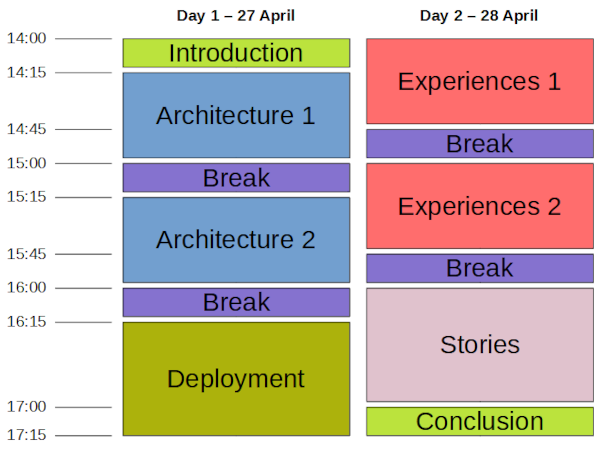 Day 1 – 27 April
Day 2 – 28 April
14:00
Introduction
Experiences 1
14:15
Architecture 1
14:45
Break
15:00
Break
15:15
Architecture 2
Experiences 2
15:45
Break
16:00
Break
16:15
Stories
Deployment
17:00
Conclusion
17:15